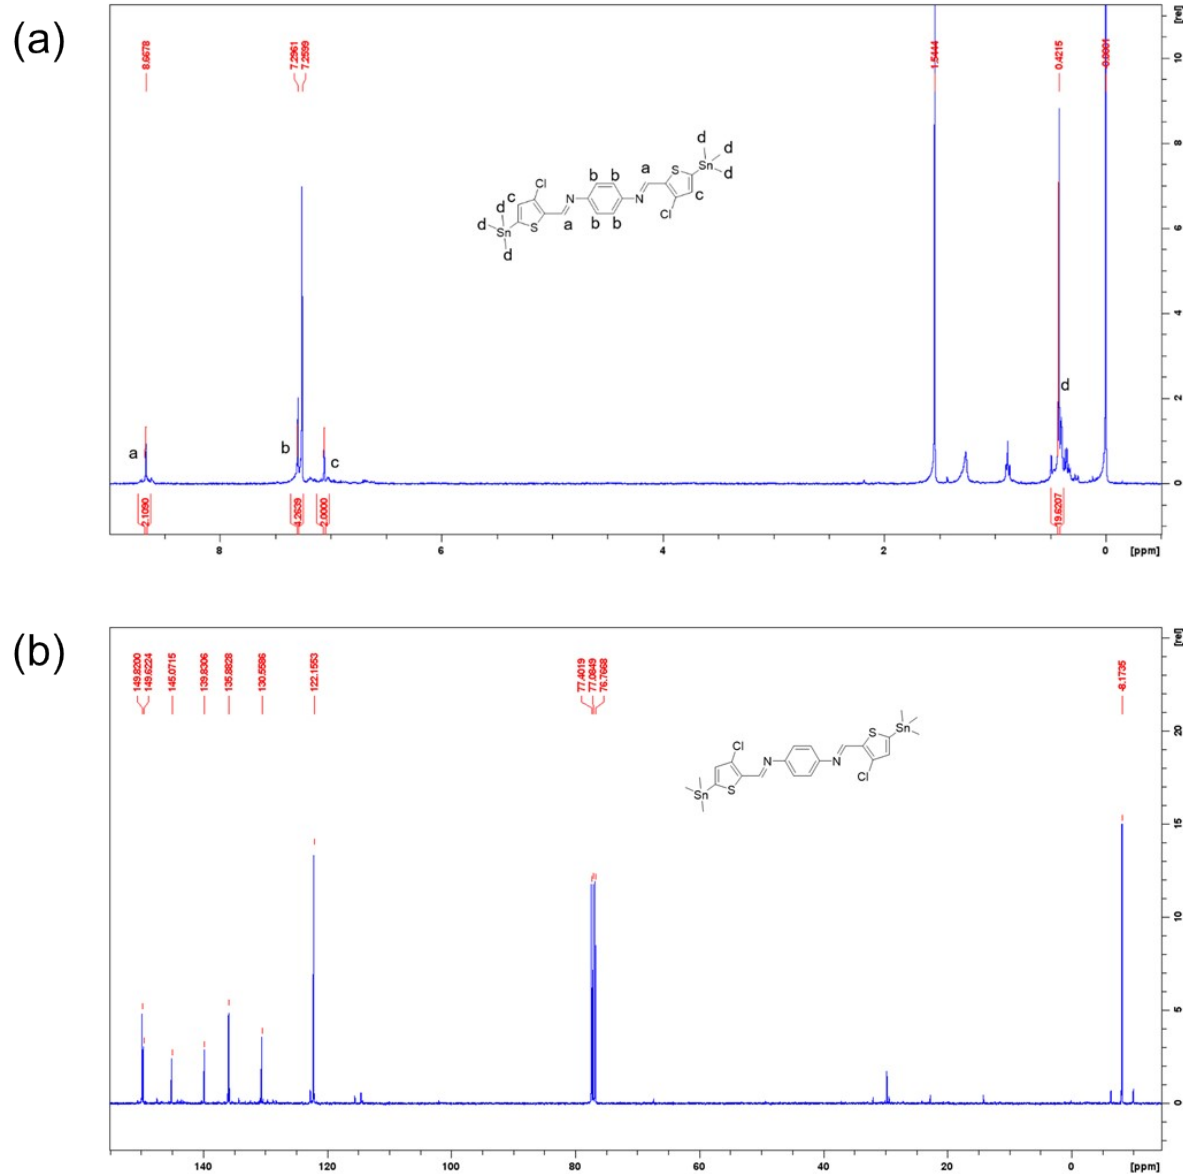 (a)
8.6678
7.2961
7.2599
1.5444
0.4215
0.0001
[rel]
10
8
6
4
2
0
d
d
Sn
d
a
S
b
b
N
c
Cl
Cl
c
N
d
d
S
a
b
b
d
Sn
d
a
b
c
d
2.1090
4.2639
2.0000
19.6207
8
6
4
2
0
[ppm]
(b)
149.8200
149.6224
145.0715
139.8306
135.8828
130.5586
122.1553
77.4019
77.0849
76.7668
-8.1735
[rel]
20
15
10
5
0
S
Sn
N
Cl
N
Cl
S
Sn
140
120
100
80
60
40
20
0
[ppm]